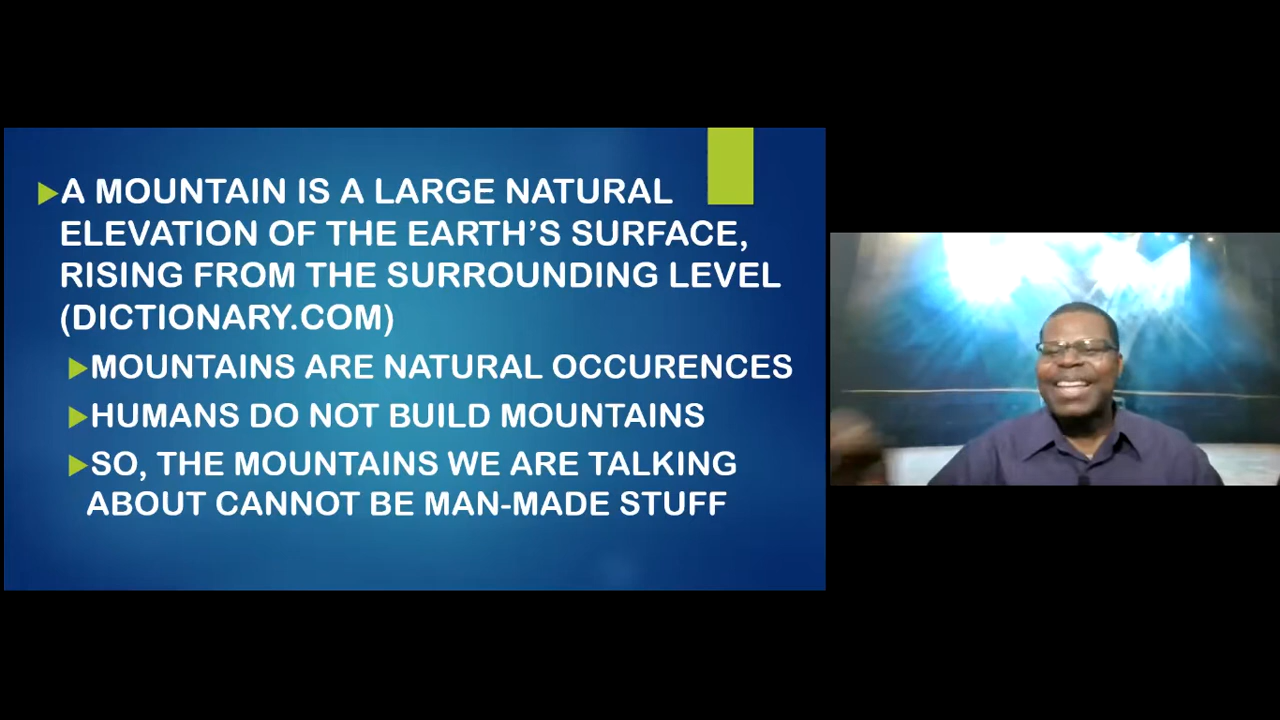 A MOUNTAIN IS A LARGE NATURAL
ELEVATION OF THE EARTH'S SURFACE,
RISING FROM THE SURROUNDING LEVEL
(DICTIONARY.COM)
MOUNTAINS ARE NATURAL OCCURENCES
HUMANS DO NOT BUILD MOUNTAINS
SO, THE MOUNTAINS WE ARE TALKING
ABOUT CANNOT BE MAN-MADE STUFF